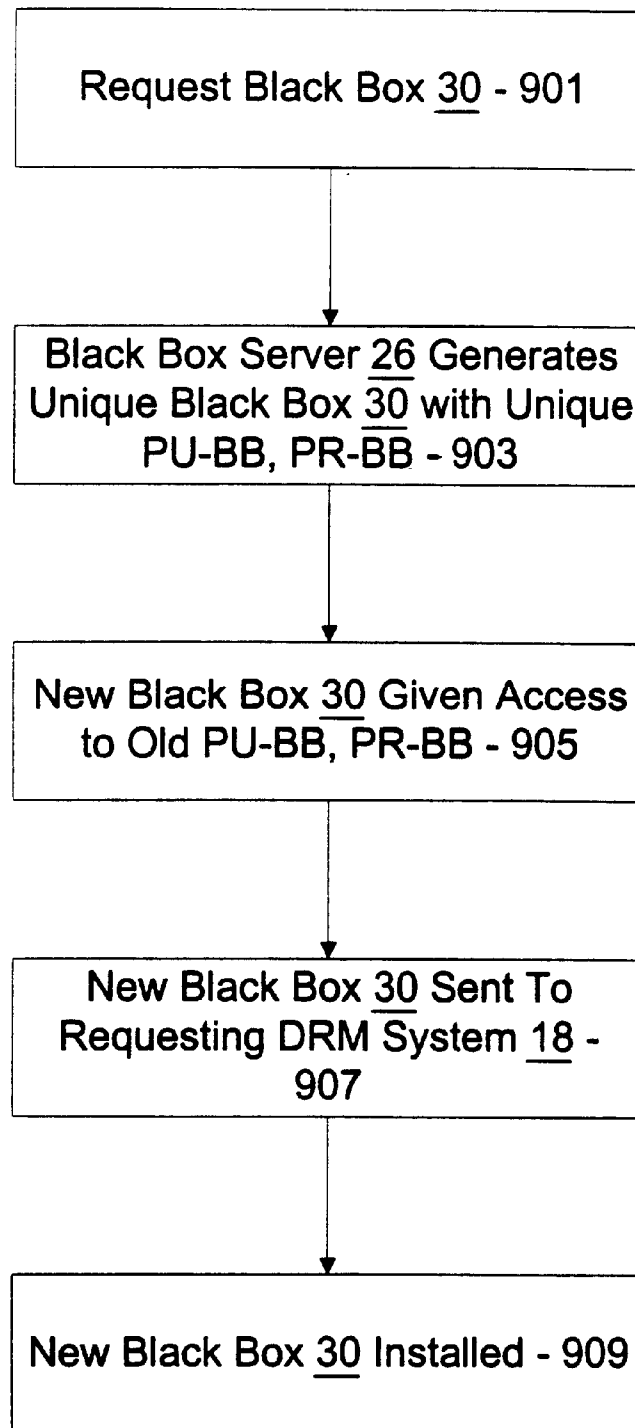 Request Black Box 30 - 901
Black Box Server 26 Generates
Unique Black Box 30 with Unique
PU-BB, PR-BB - 903
New Black Box 30 Given Access
to Old PU-BB, PR-BB - 905
New Black Box 30 Sent To
Requesting DRM System 18 -
907
New Black Box 30 Installed - 909